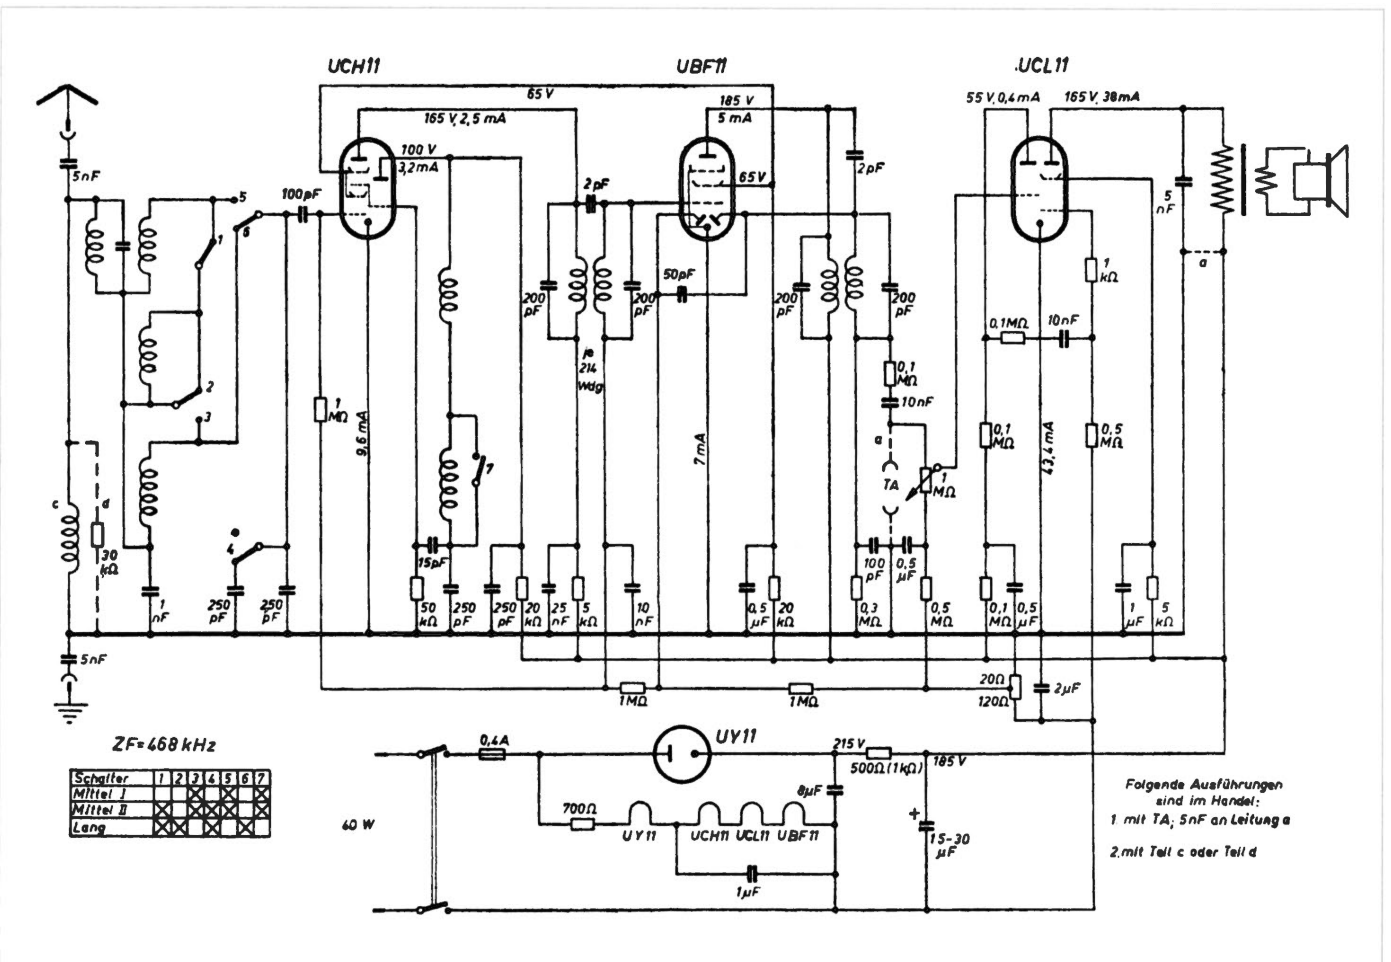 UCH11
UBF11
UCL11
65 V
165 V, 2,5 mA
100 V
3,2mA
185 V
5 mA
55 V, 0,4 mA
165 V, 38mA
5nF
100pF
5
6
1
2pF
65 V
2pF
5
nF
a
50pF
200
pF
200
pF
200
pF
200
pF
1
kΩ
0,1MΩ
10nF
je
214
Wdg
2
3
1
MΩ
9,6 mA
7 mA
0,1
MΩ
10nF
a
TA
1
MΩ
0,1
MΩ
43,4 mA
0,5
MΩ
7
c
d
30
kΩ
4
15pF
1
nF
250
pF
250
pF
50
kΩ
250
pF
250
pF
20
kΩ
25
nF
5
kΩ
10
nF
0,5
µF
20
kΩ
100
pF
0,5
µF
0,3
MΩ
0,5
MΩ
0,1
MΩ
0,5
µF
1
µF
5
kΩ
5nF
1MΩ
1MΩ
20Ω
120Ω
2µF
ZF=468 kHz
Schalter 1 2 3 4 5 6 7
Mittel I
Mittel II
Lang
40 W
0,4A
UY11
215 V
500Ω(1kΩ)
185 V
8µF
700Ω
UY11
UCH11
UCL11
UBF11
1µF
+
15-30
µF
Folgende Ausführungen
sind im Handel:
1. mit TA; 5nF an Leitung a
2. mit Teil c oder Teil d